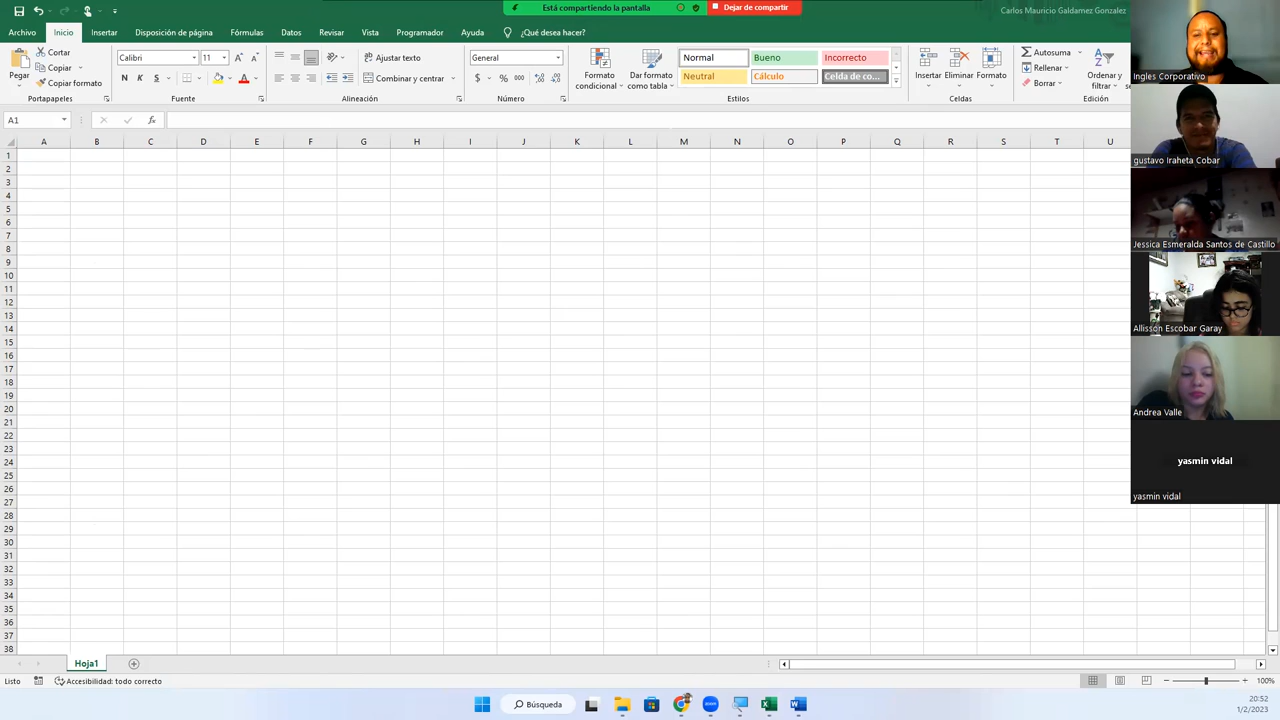 Está compartiendo la pantalla
Dejar de compartir
Carlos Mauricio Galdamez Gonzalez
Archivo Inicio Insertar Disposición de página Fórmulas Datos Revisar Vista Programador Ayuda ¿Qué desea hacer?
Pegar
Cortar
Copiar
Copiar formato
Portapapeles
Calibri 11
N K S
Fuente
Ajustar texto
Combinar y centrar
Alineación
General
$ % 000
Número
Formato condicional
Dar formato como tabla
Normal Bueno Incorrecto
Neutral Cálculo Celda de co...
Estilos
Insertar Eliminar Formato
Celdas
Autosuma
Rellenar
Borrar
Ordenar y filtrar
Edición
A1
fx
A B C D E F G H I J K L M N O P Q R S T U
1
2
3
4
5
6
7
8
9
10
11
12
13
14
15
16
17
18
19
20
21
22
23
24
25
26
27
28
29
30
31
32
33
34
35
36
37
38
Ingles Corporativo
gustavo Iraheta Cobar
Jessica Esmeralda Santos de Castillo
Allisson Escobar Garay
Andrea Valle
yasmin vidal
yasmin vidal
Hoja1
Listo
Accesibilidad: todo correcto
100%
Búsqueda
zoom
20:52
1/2/2023